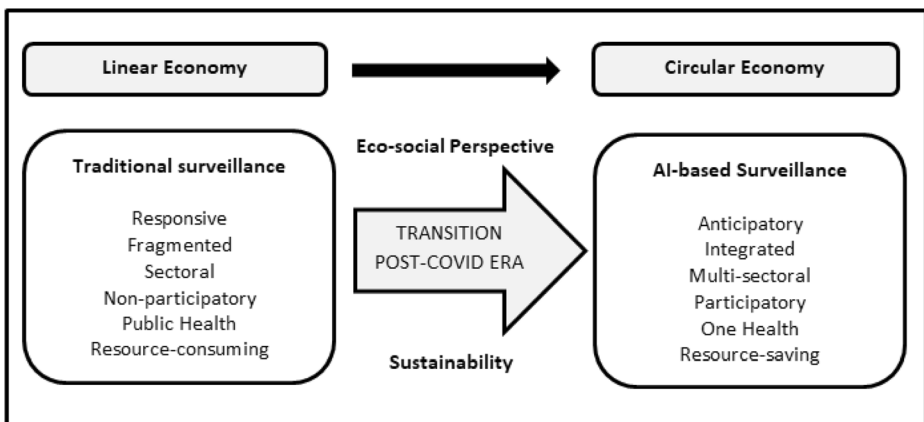 Linear Economy
Circular Economy
Traditional surveillance
Responsive
Fragmented
Sectoral
Non-participatory
Public Health
Resource-consuming
Eco-social Perspective
TRANSITION
POST-COVID ERA
Sustainability
AI-based Surveillance
Anticipatory
Integrated
Multi-sectoral
Participatory
One Health
Resource-saving